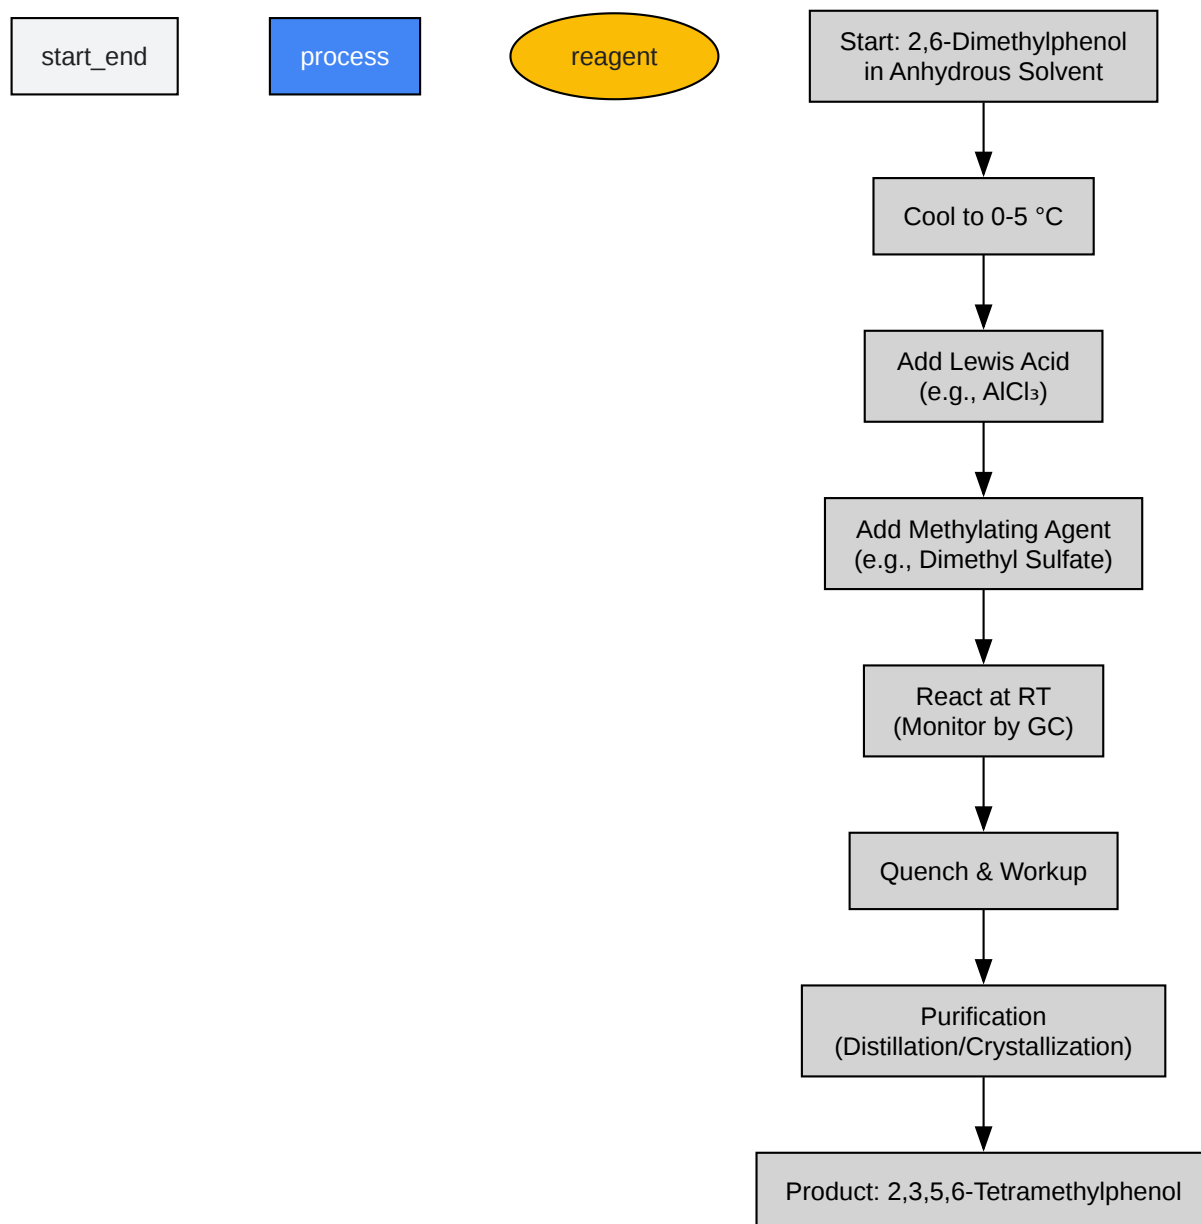 start_end
process
reagent
Start: 2,6-Dimethylphenol
in Anhydrous Solvent
Cool to 0-5 °C
Add Lewis Acid
(e.g., AlCl₃)
Add Methylating Agent
(e.g., Dimethyl Sulfate)
React at RT
(Monitor by GC)
Quench & Workup
Purification
(Distillation/Crystallization)
Product: 2,3,5,6-Tetramethylphenol